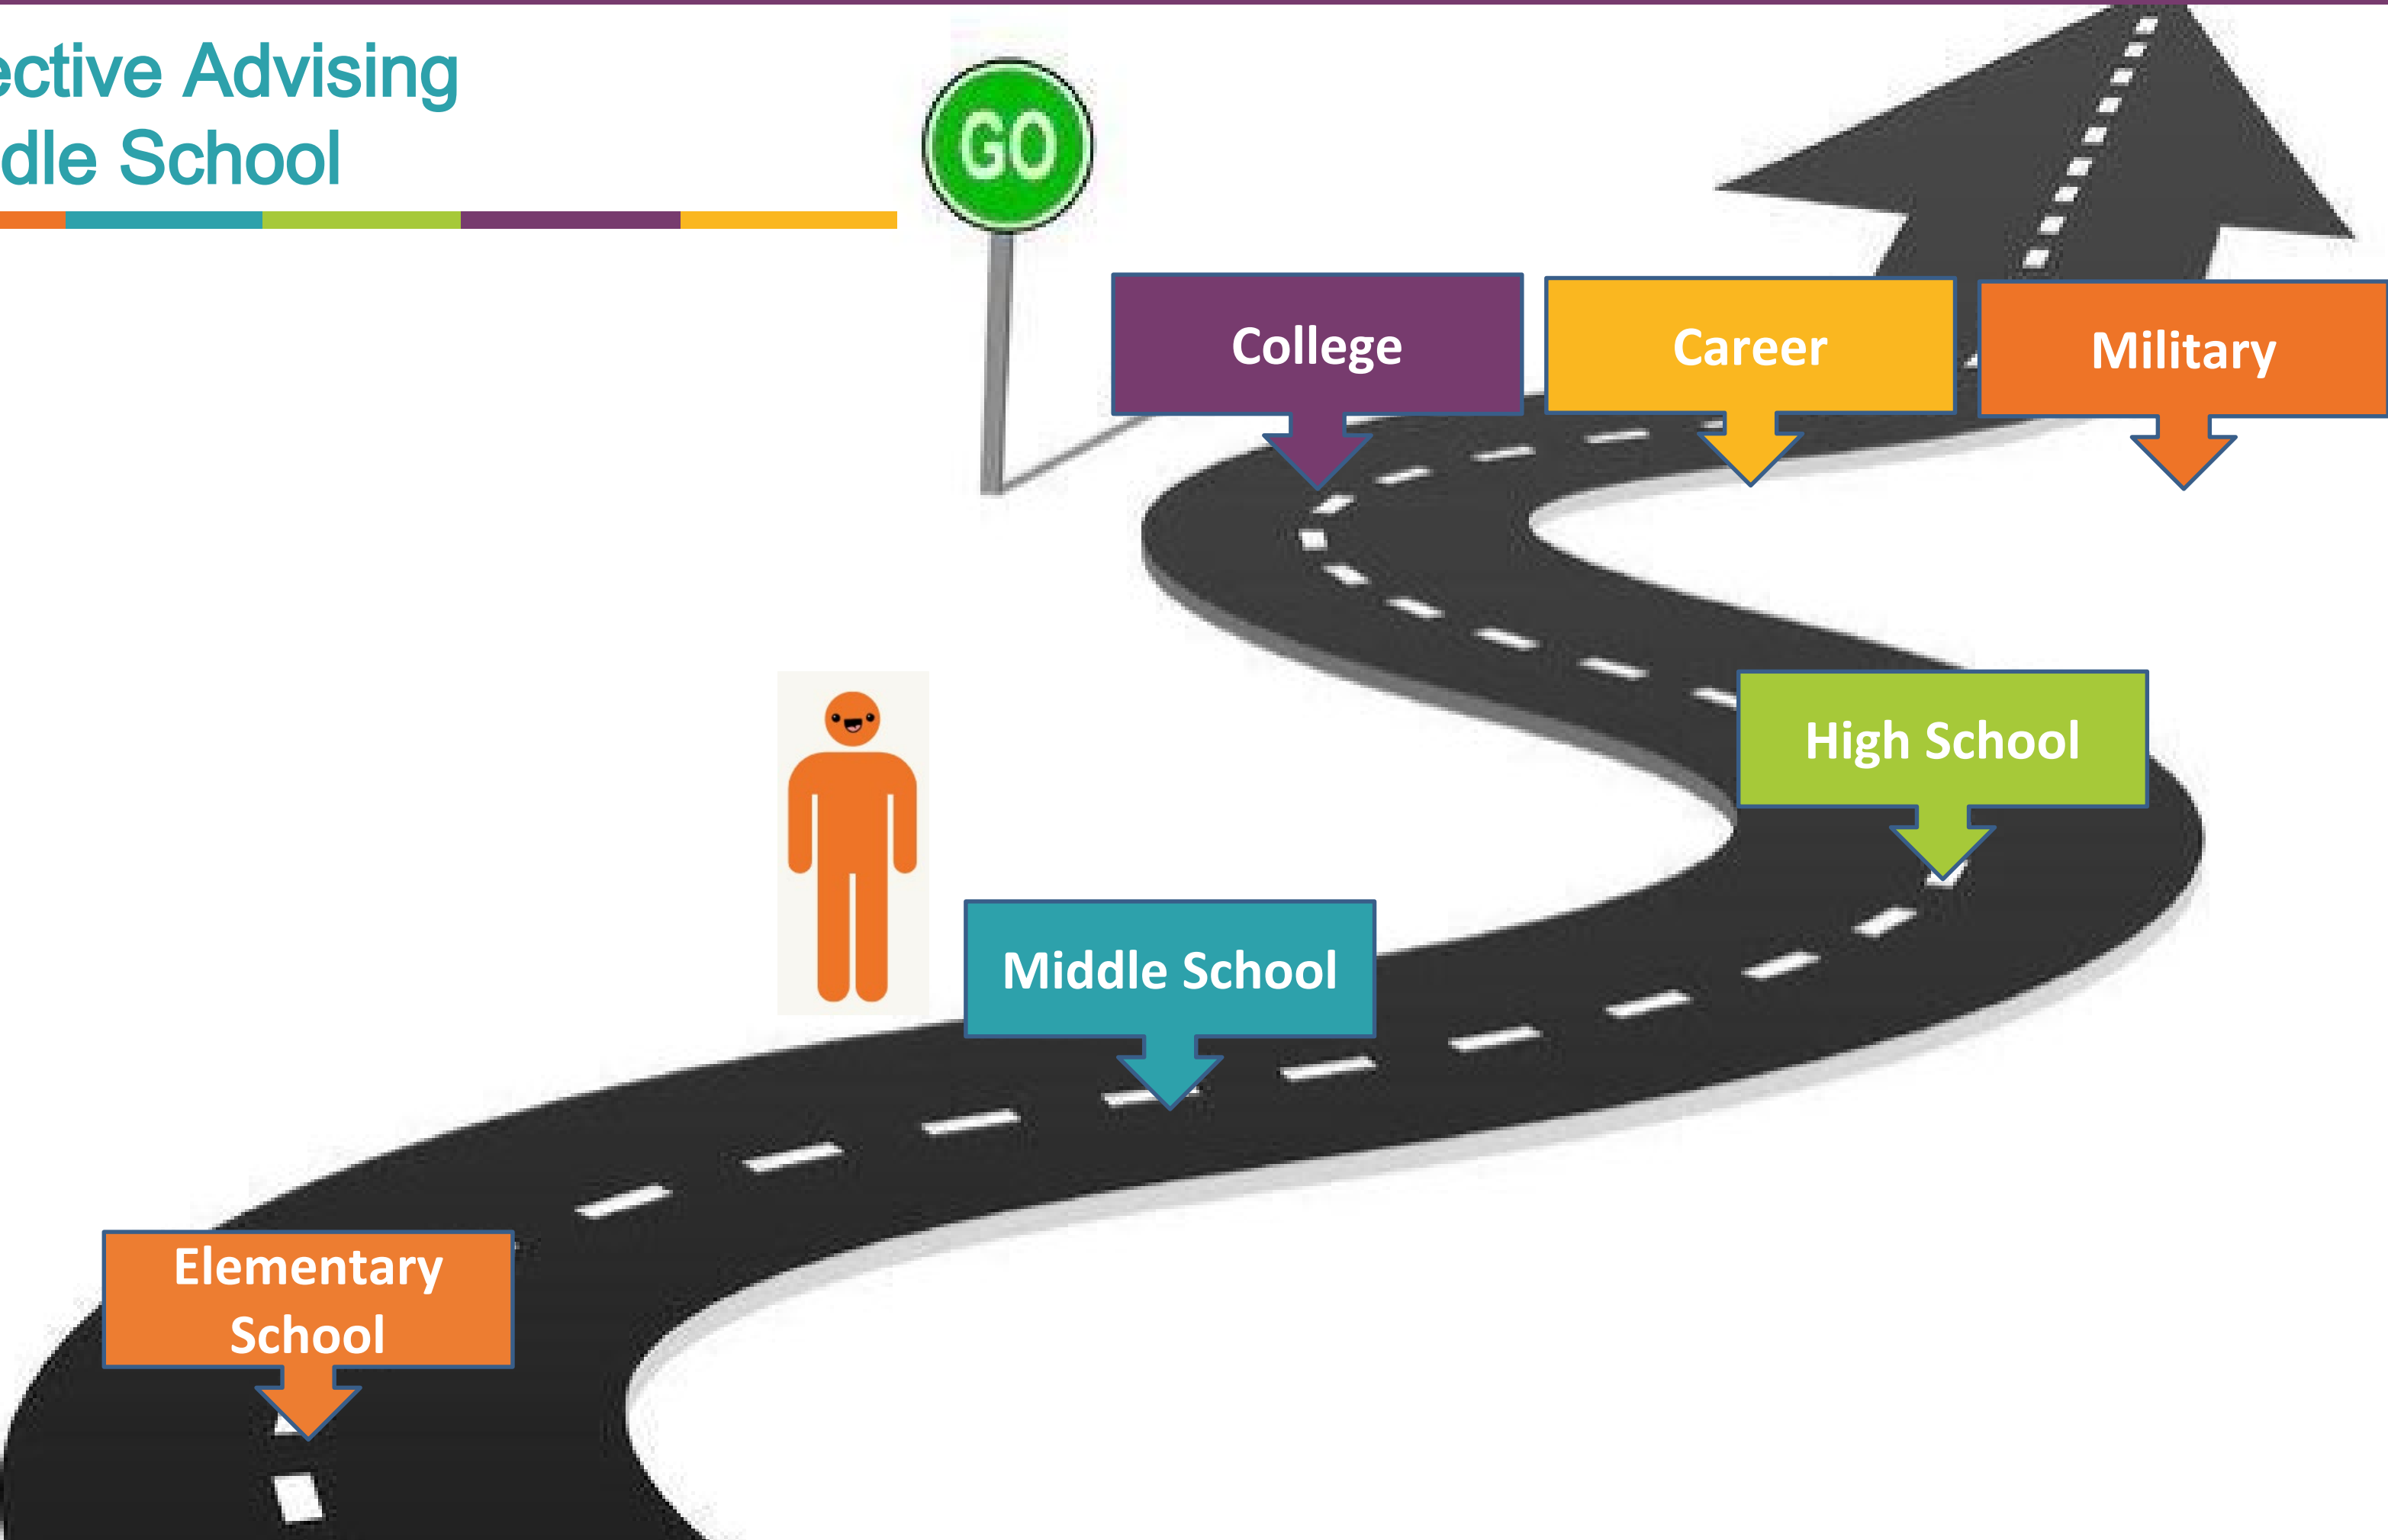 ective Advising
dle School
GO
College
Career
Military
High School
Middle School
Elementary
School